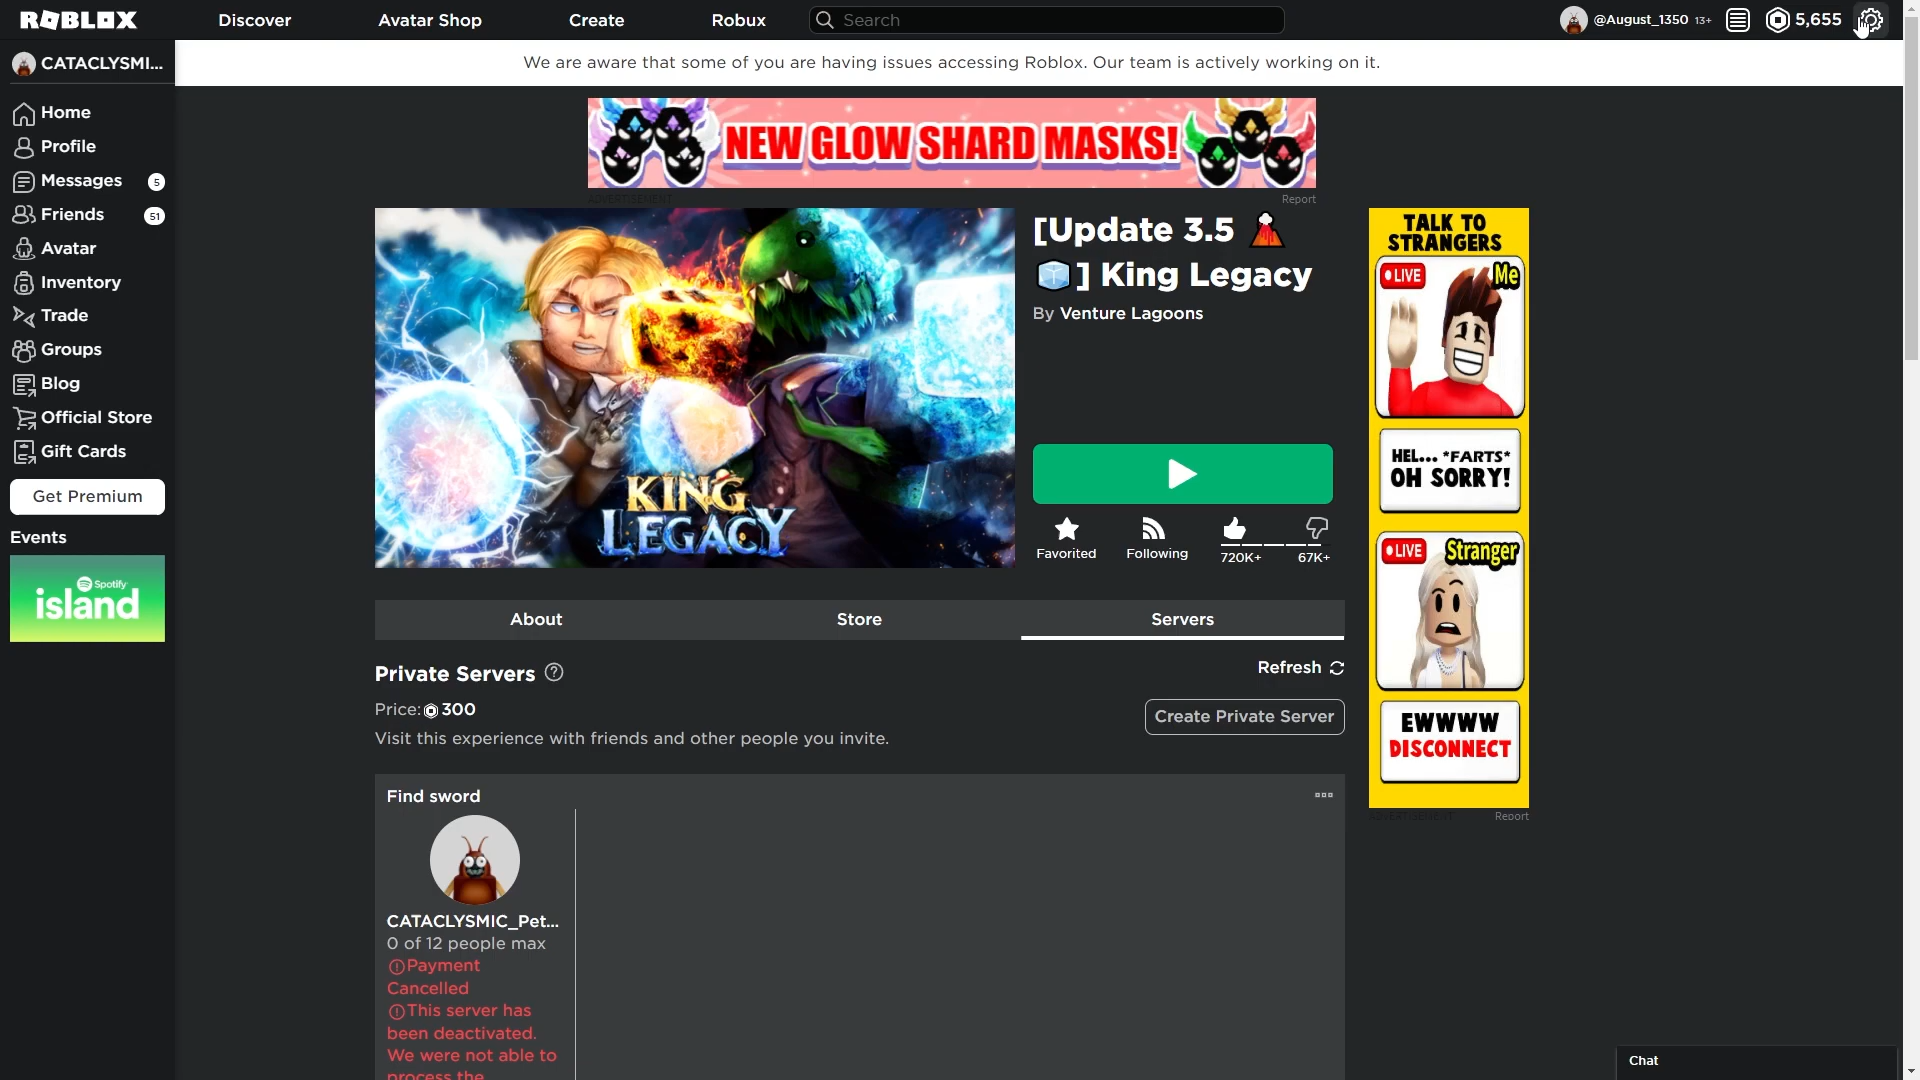 ROBLOX
Discover
Avatar Shop
Create
Robux
Search
@August_1350 13+
5,655
CATACLYSMI...
We are aware that some of you are having issues accessing Roblox. Our team is actively working on it.
Home
Profile
Messages 5
Friends 51
Avatar
Inventory
Trade
Groups
Blog
Official Store
Gift Cards
Get Premium
Events
Spotify
island
NEW GLOW SHARD MASKS!
ADVERTISEMENT
Report
KING
LEGACY
[Update 3.5
] King Legacy
By Venture Lagoons
Favorited
Following
720K+
67K+
About
Store
Servers
Private Servers
Refresh
Price: 300
Create Private Server
Visit this experience with friends and other people you invite.
Find sword
CATACLYSMIC_Pet...
0 of 12 people max
Payment
Cancelled
This server has
been deactivated.
We were not able to
process the
TALK TO
STRANGERS
LIVE
Me
HEL... *FARTS*
OH SORRY!
LIVE
Stranger
EWWWW
DISCONNECT
ADVERTISEMENT
Report
Chat